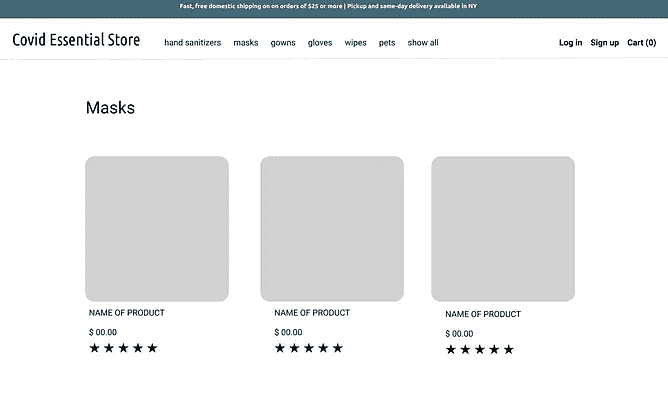 Fast, free domestic shipping on on orders of $25 or more | Pickup and same-day delivery available in NY
Covid Essential Store hand sanitizers masks gowns gloves wipes pets show all Log in Sign up Cart (0)
Masks
NAME OF PRODUCT NAME OF PRODUCT NAME OF PRODUCT
$ 00.00 $ 00.00 $ 00.00